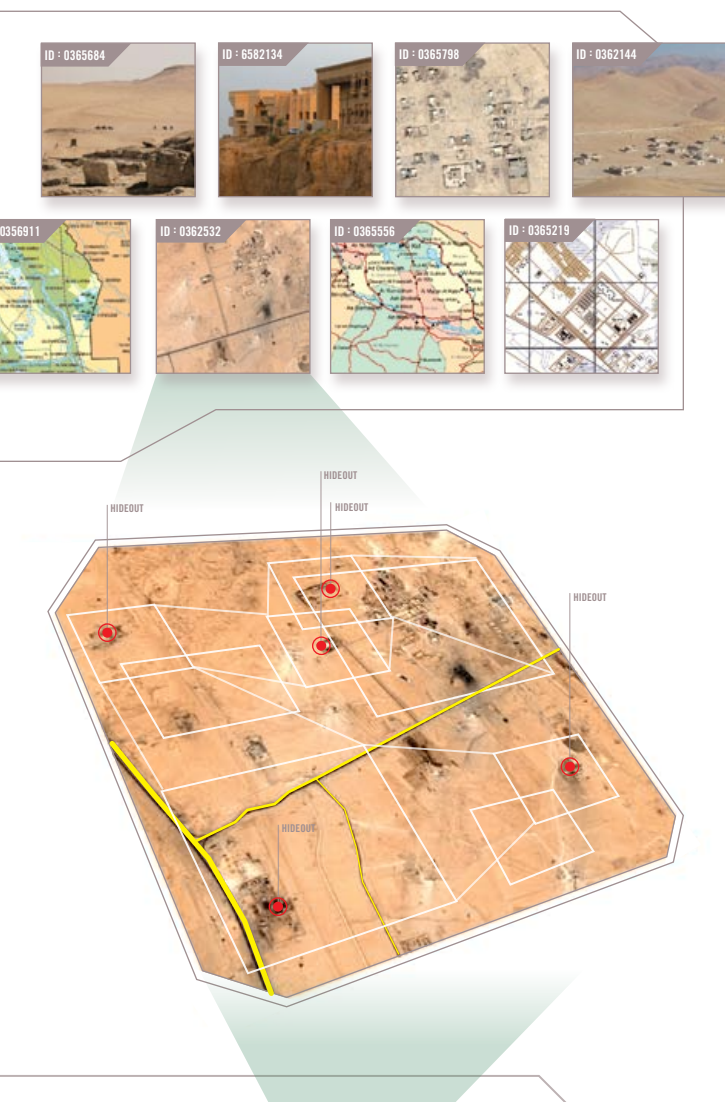 ID : 0365684
ID : 6582134
ID : 0365798
ID : 0362144
0356911
ID : 0362532
ID : 0365556
ID : 0365219
HIDEOUT
HIDEOUT
HIDEOUT
HIDEOUT
HIDEOUT